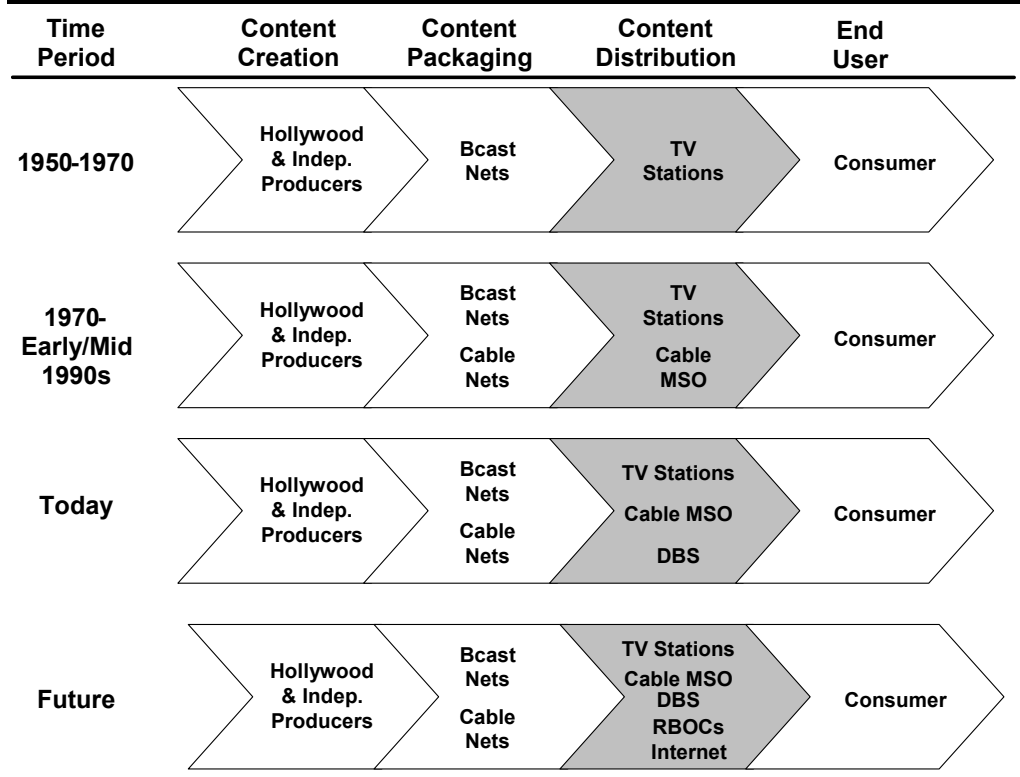 Time
Period
Content
Creation
Content
Packaging
Content
Distribution
End
User
1950-1970
Hollywood
& Indep.
Producers
Bcast
Nets
TV
Stations
Consumer
1970-
Early/Mid
1990s
Hollywood
& Indep.
Producers
Bcast
Nets
Cable
Nets
TV
Stations
Cable
MSO
Consumer
Today
Hollywood
& Indep.
Producers
Bcast
Nets
Cable
Nets
TV Stations
Cable MSO
DBS
Consumer
Future
Hollywood
& Indep.
Producers
Bcast
Nets
Cable
Nets
TV Stations
Cable MSO
DBS
RBOCs
Internet
Consumer